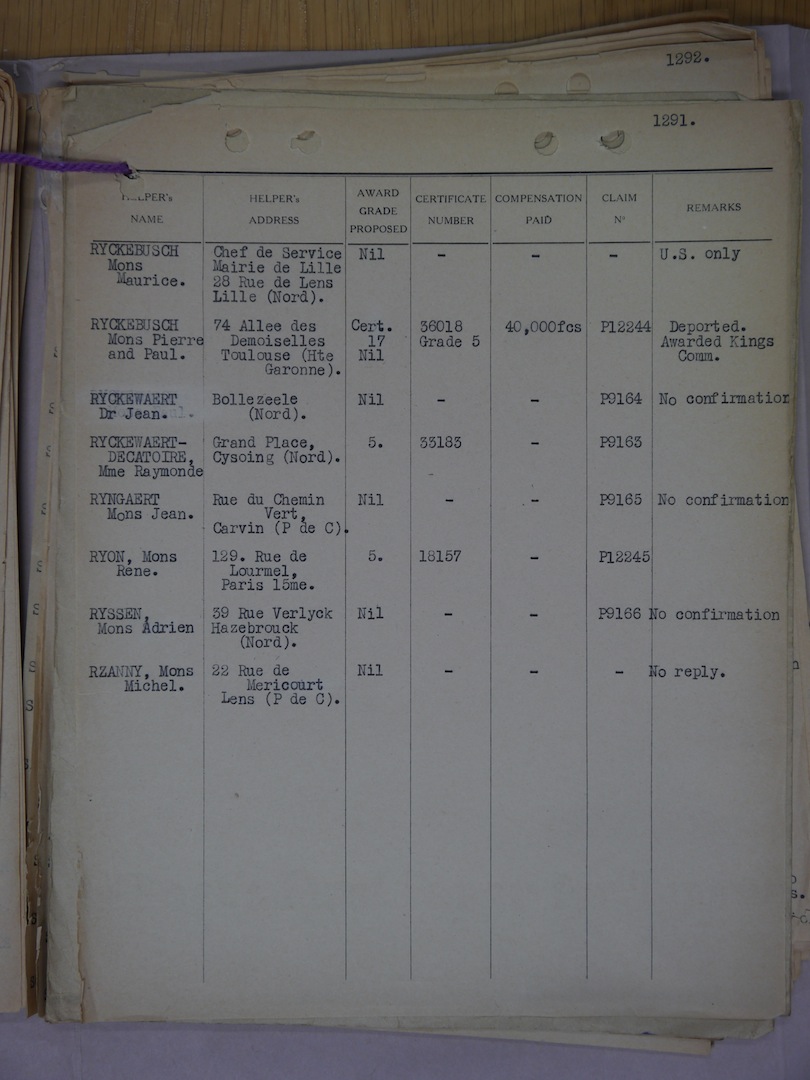 1292.
1291.
HELPER's NAME | HELPER's ADDRESS | AWARD GRADE PROPOSED | CERTIFICATE NUMBER | COMPENSATION PAID | CLAIM N° | REMARKS
RYCKEBUSCH | Chef de Service | Nil | - | - | - | U.S. only
Mons | Mairie de Lille
Maurice. | 28 Rue de Lens
Lille (Nord).
RYCKEBUSCH | 74 Allee des | Cert. | 36018 | 40,000fcs | P12244 | Deported.
Mons Pierre | Demoiselles | 17 | Grade 5 | Awarded Kings
and Paul. | Toulouse (Hte | Nil | Comm.
Garonne).
RYCKEWAERT | Bollezeele | Nil | - | - | P9164 | No confirmation
Dr Jean. | (Nord).
RYCKEWAERT- | Grand Place, | 5. | 33183 | - | P9163
DECATOIRE, | Cysoing (Nord).
Mme Raymonde
RYNGAERT | Rue du Chemin | Nil | - | - | P9165 | No confirmation
Mons Jean. | Vert,
Carvin (P de C).
RYON, Mons | 129. Rue de | 5. | 18157 | - | P12245
Rene. | Lourmel,
Paris 15me.
RYSSEN, | 39 Rue Verlyck | Nil | - | - | P9166 | No confirmation
Mons Adrien | Hazebrouck
(Nord).
RZANNY, Mons | 22 Rue de | Nil | - | - | - | No reply.
Michel. | Mericourt
Lens (P de C).